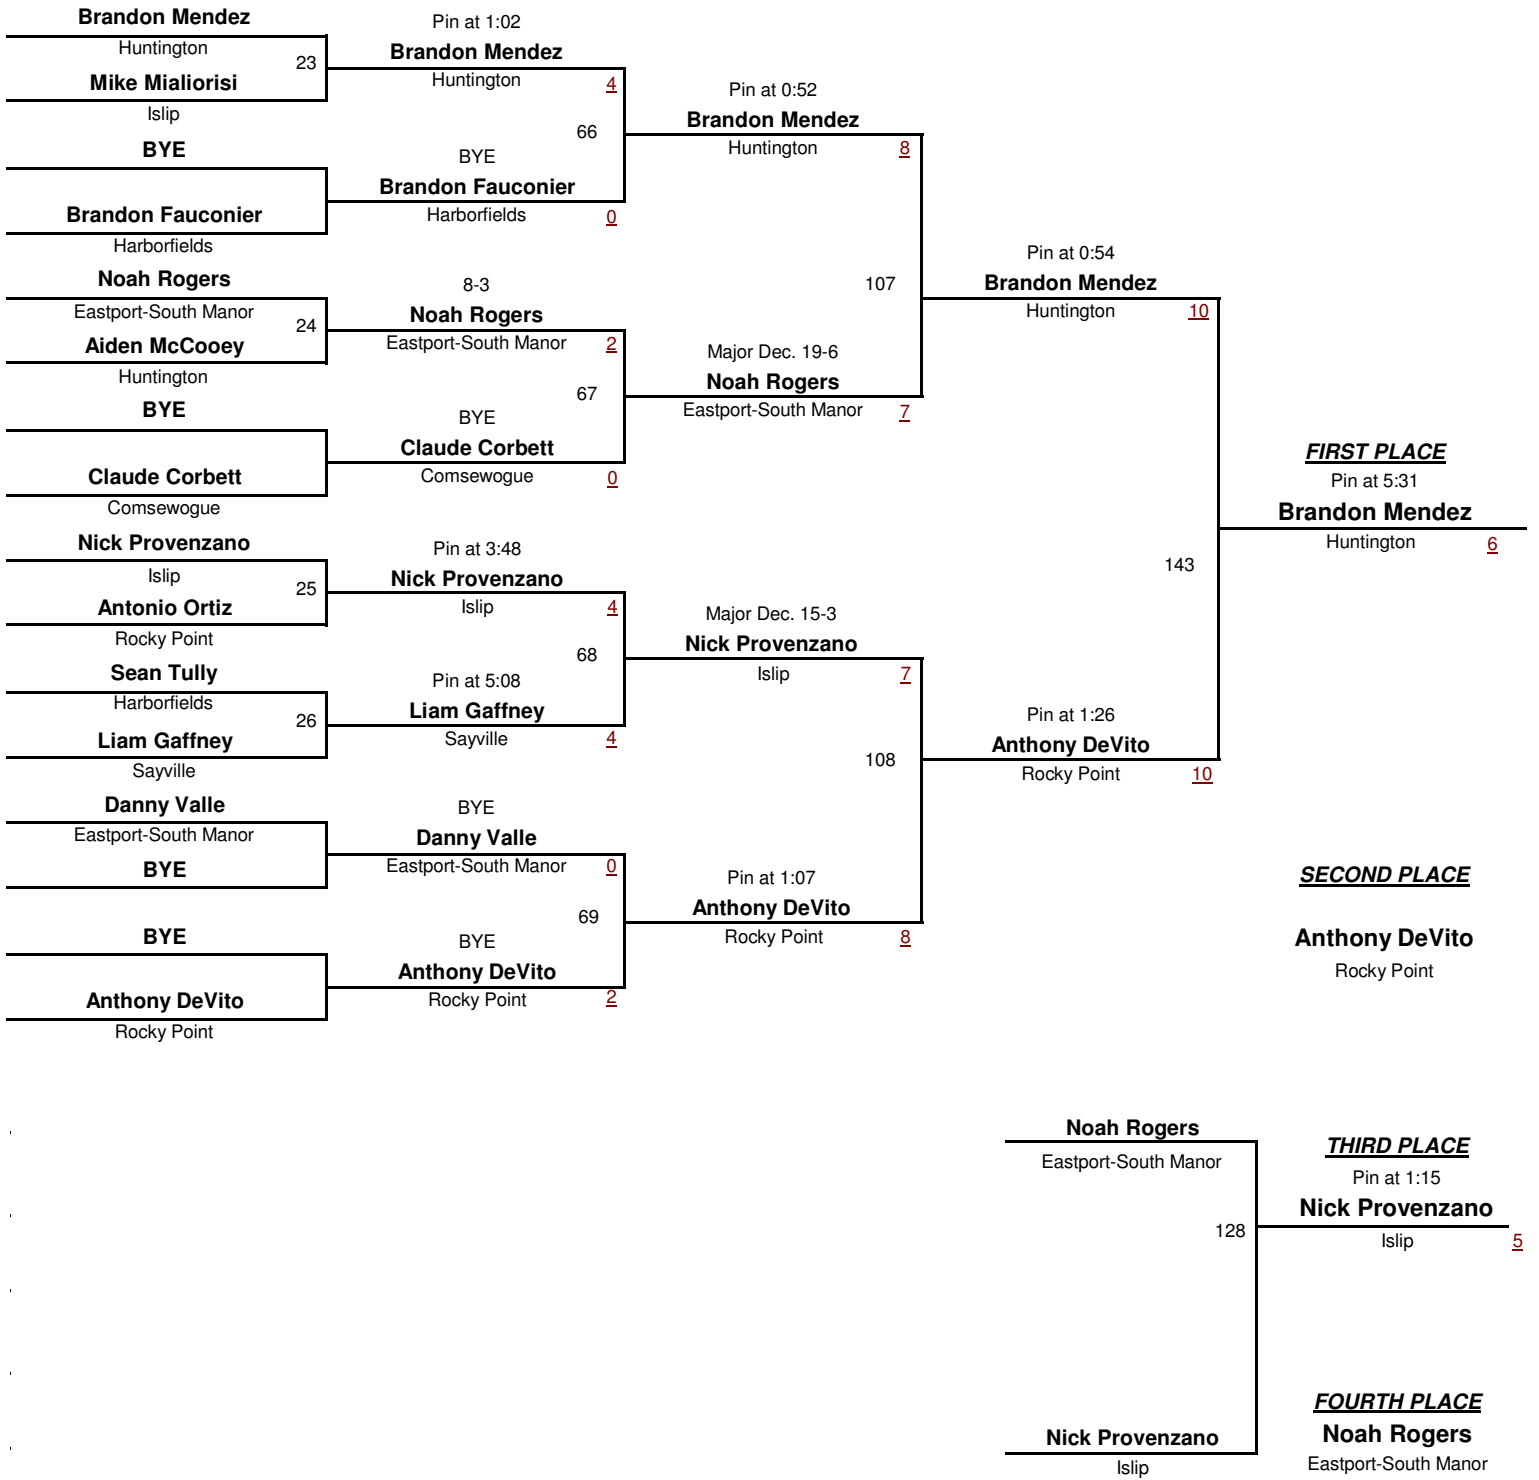 Brandon Mendez
Huntington
23
Mike Mialiorisi
Islip
BYE
Brandon Fauconier
Harborfields
Noah Rogers
Eastport-South Manor
24
Aiden McCooey
Huntington
BYE
Claude Corbett
Comsewogue
Nick Provenzano
Islip
25
Antonio Ortiz
Rocky Point
Sean Tully
Harborfields
26
Liam Gaffney
Sayville
Danny Valle
Eastport-South Manor
BYE
BYE
Anthony DeVito
Rocky Point
Pin at 1:02
Brandon Mendez
Huntington
4
66
BYE
Brandon Fauconier
Harborfields
0
8-3
Noah Rogers
Eastport-South Manor
2
67
BYE
Claude Corbett
Comsewogue
0
Pin at 3:48
Nick Provenzano
Islip
4
68
Pin at 5:08
Liam Gaffney
Sayville
4
BYE
Danny Valle
Eastport-South Manor
0
69
BYE
Anthony DeVito
Rocky Point
2
Pin at 0:52
Brandon Mendez
Huntington
8
107
Major Dec. 19-6
Noah Rogers
Eastport-South Manor
7
Major Dec. 15-3
Nick Provenzano
Islip
7
108
Pin at 1:07
Anthony DeVito
Rocky Point
8
Pin at 0:54
Brandon Mendez
Huntington
10
143
Pin at 1:26
Anthony DeVito
Rocky Point
10
FIRST PLACE
Pin at 5:31
Brandon Mendez
Huntington
6
SECOND PLACE
Anthony DeVito
Rocky Point
Noah Rogers
Eastport-South Manor
128
Nick Provenzano
Islip
THIRD PLACE
Pin at 1:15
Nick Provenzano
Islip
5
FOURTH PLACE
Noah Rogers
Eastport-South Manor